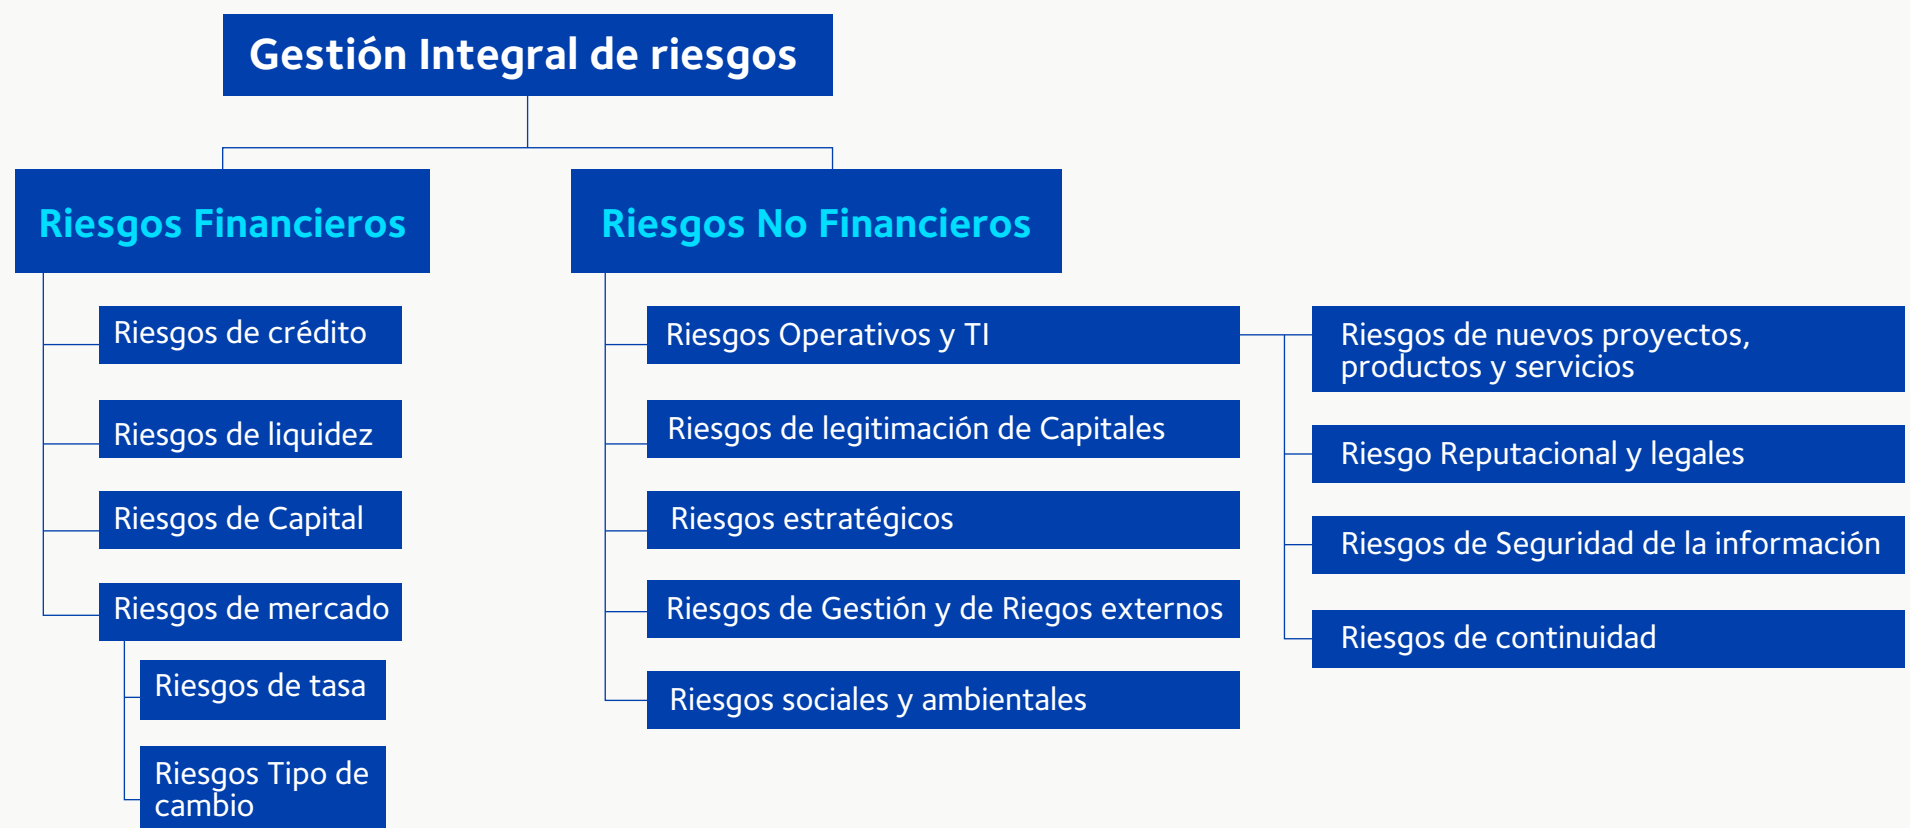 Gestión Integral de riesgos
Riesgos Financieros
Riesgos de crédito
Riesgos de liquidez
Riesgos de Capital
Riesgos de mercado
Riesgos de tasa
Riesgos Tipo de
cambio
Riesgos No Financieros
Riesgos Operativos y TI
Riesgos de legitimación de Capitales
Riesgos estratégicos
Riesgos de Gestión y de Riegos externos
Riesgos sociales y ambientales
Riesgos de nuevos proyectos,
productos y servicios
Riesgo Reputacional y legales
Riesgos de Seguridad de la información
Riesgos de continuidad